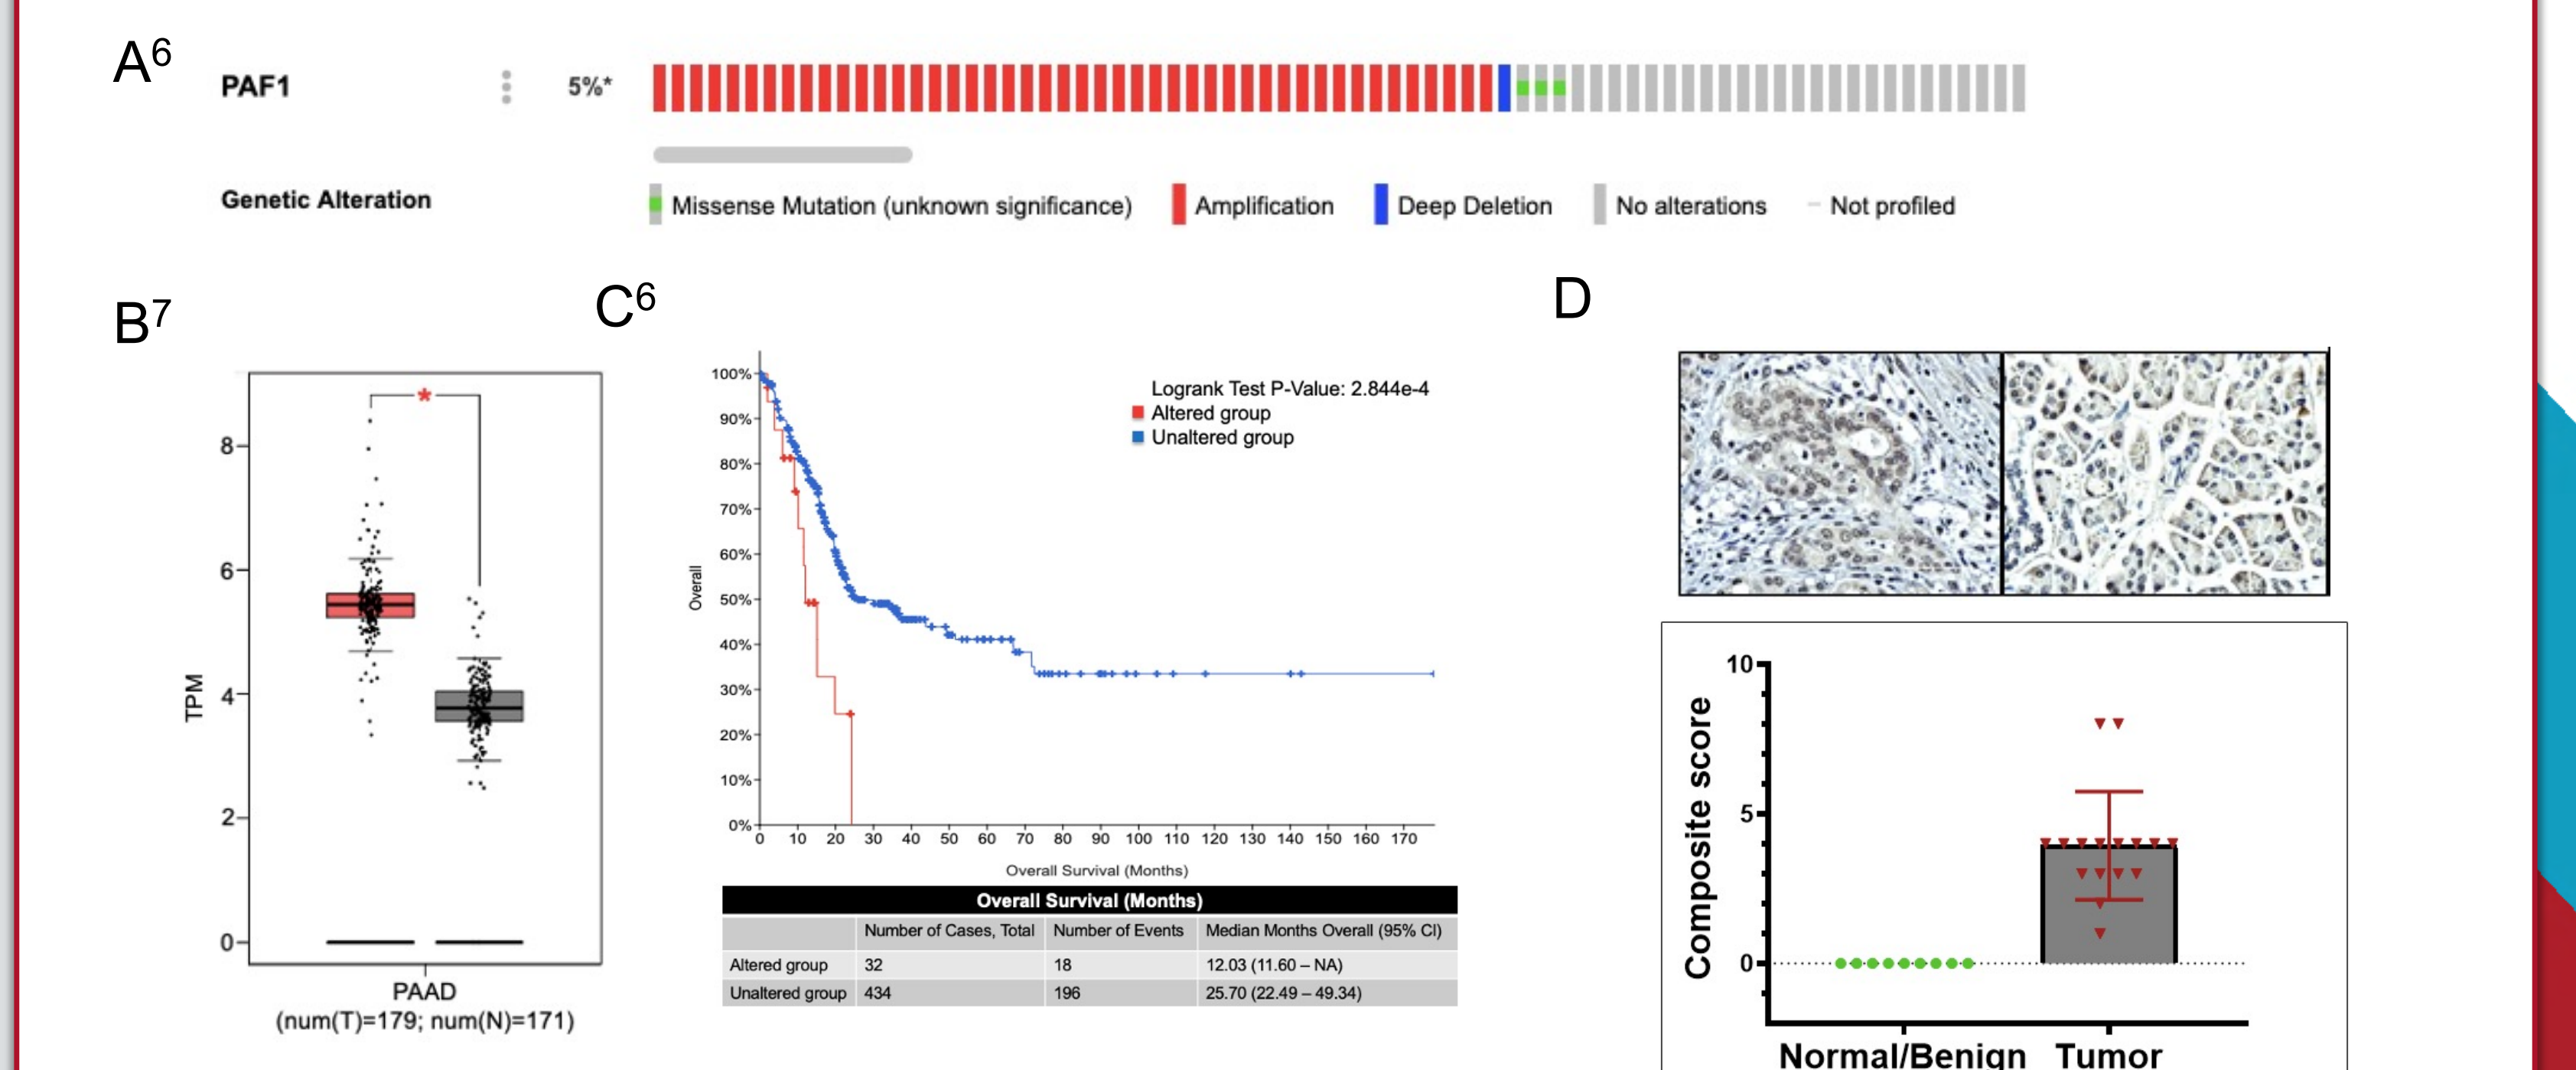 A6
PAF1
5%*
Genetic Alteration
Missense Mutation (unknown significance)
Amplification
Deep Deletion
No alterations
Not profiled
B7
8
6
4
2
0
TPM
PAAD
(num(T)=179; num(N)=171)
C6
100%
90%
80%
70%
60%
50%
40%
30%
20%
10%
0%
Overall
Logrank Test P-Value: 2.844e-4
Altered group
Unaltered group
0 10 20 30 40 50 60 70 80 90 100 110 120 130 140 150 160 170
Overall Survival (Months)
Overall Survival (Months)
Number of Cases, Total Number of Events Median Months Overall (95% CI)
Altered group 32 18 12.03 (11.60 – NA)
Unaltered group 434 196 25.70 (22.49 – 49.34)
D
10
5
0
Composite score
Normal/Benign Tumor